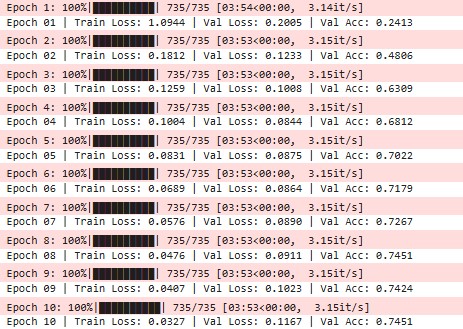 Epoch 1: 100%|██████████| 735/735 [03:54<00:00,  3.14it/s]
Epoch 01 | Train Loss: 1.0944 | Val Loss: 0.2005 | Val Acc: 0.2413
Epoch 2: 100%|██████████| 735/735 [03:53<00:00,  3.15it/s]
Epoch 02 | Train Loss: 0.1812 | Val Loss: 0.1233 | Val Acc: 0.4806
Epoch 3: 100%|██████████| 735/735 [03:53<00:00,  3.15it/s]
Epoch 03 | Train Loss: 0.1259 | Val Loss: 0.1008 | Val Acc: 0.6309
Epoch 4: 100%|██████████| 735/735 [03:53<00:00,  3.15it/s]
Epoch 04 | Train Loss: 0.1004 | Val Loss: 0.0844 | Val Acc: 0.6812
Epoch 5: 100%|██████████| 735/735 [03:53<00:00,  3.15it/s]
Epoch 05 | Train Loss: 0.0831 | Val Loss: 0.0875 | Val Acc: 0.7022
Epoch 6: 100%|██████████| 735/735 [03:53<00:00,  3.15it/s]
Epoch 06 | Train Loss: 0.0689 | Val Loss: 0.0864 | Val Acc: 0.7179
Epoch 7: 100%|██████████| 735/735 [03:53<00:00,  3.15it/s]
Epoch 07 | Train Loss: 0.0576 | Val Loss: 0.0890 | Val Acc: 0.7267
Epoch 8: 100%|██████████| 735/735 [03:53<00:00,  3.15it/s]
Epoch 08 | Train Loss: 0.0476 | Val Loss: 0.0911 | Val Acc: 0.7451
Epoch 9: 100%|██████████| 735/735 [03:53<00:00,  3.15it/s]
Epoch 09 | Train Loss: 0.0407 | Val Loss: 0.1023 | Val Acc: 0.7424
Epoch 10: 100%|██████████| 735/735 [03:53<00:00,  3.15it/s]
Epoch 10 | Train Loss: 0.0327 | Val Loss: 0.1167 | Val Acc: 0.7451